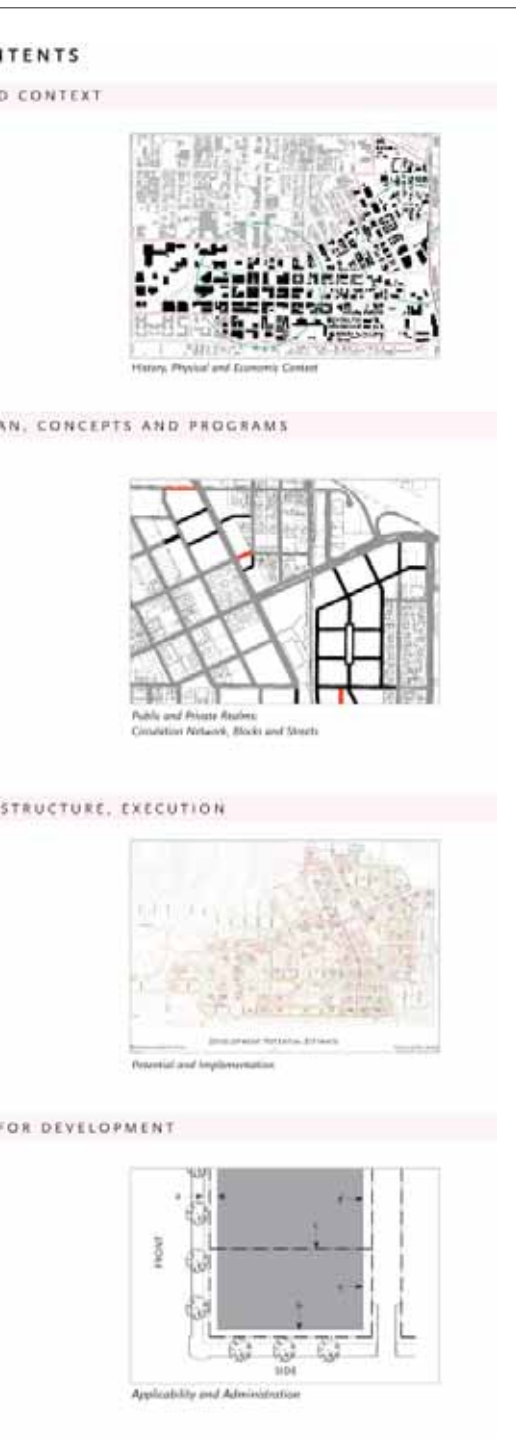 NTENTS
D CONTEXT
History, Physical and Economic Context
AN, CONCEPTS AND PROGRAMS
Public and Private Realms:
Circulation Network, Blocks and Streets
STRUCTURE, EXECUTION
DEVELOPMENT POTENTIAL ESTIMATE
Potential and Implementation
FOR DEVELOPMENT
FRONT
SIDE
Applicability and Administration